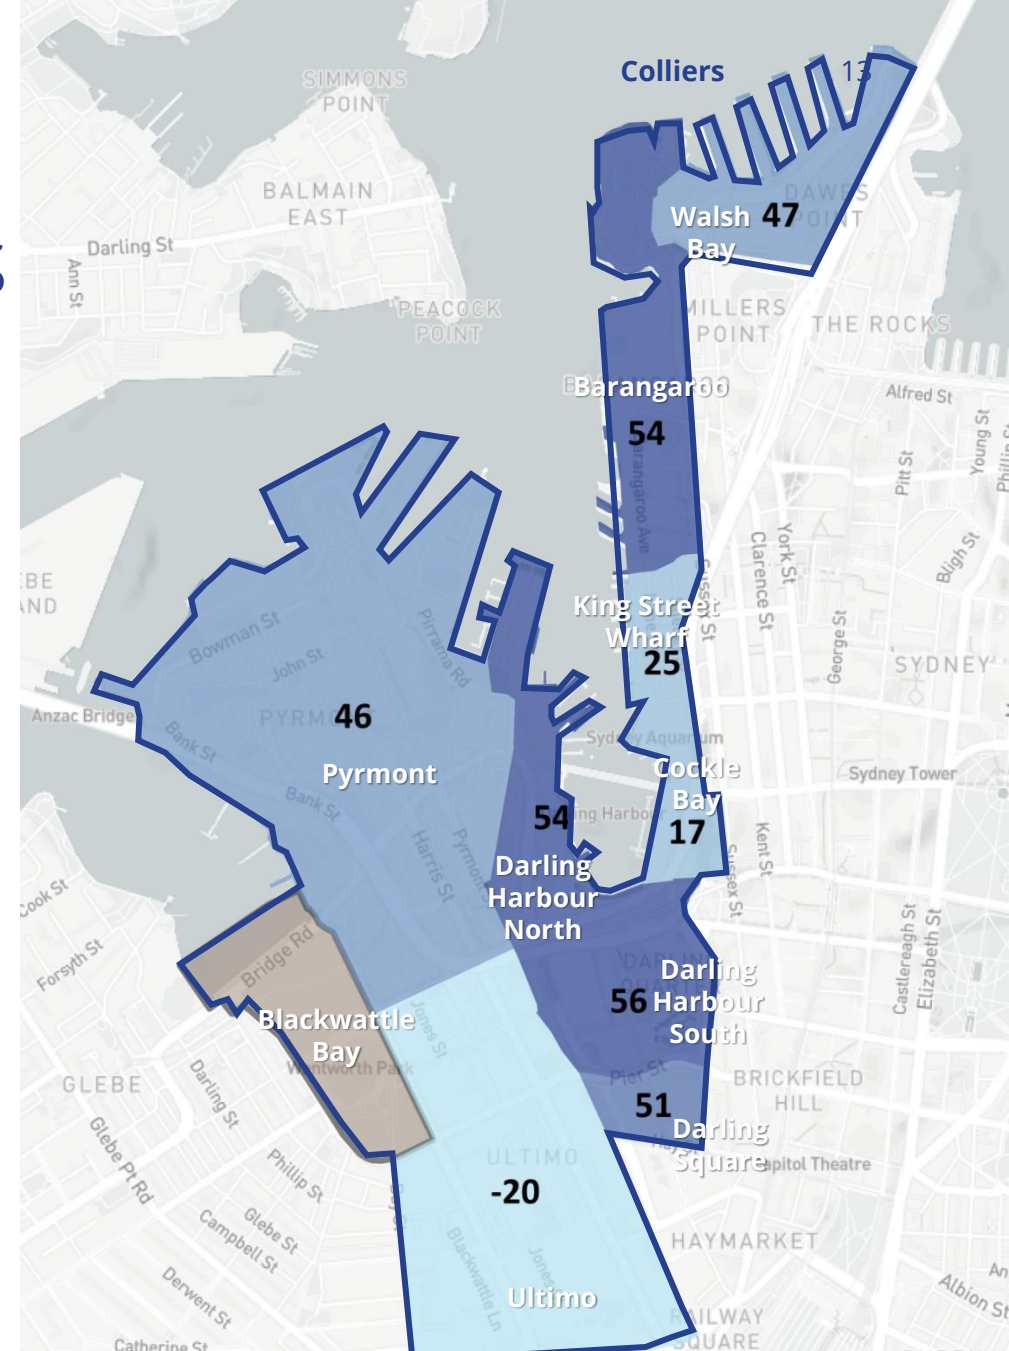 Colliers
13
SIMMONS
POINT
BALMAIN
EAST
DAWES
POINT
Walsh
Bay
47
Darling St
Ann St
PEACOCK
POINT
MILLERS
POINT
THE ROCKS
Barangaroo
Alfred St
54
Barangaroo Ave
Young St
Pitt St
York St
Clarence St
Bligh St
Sussex St
King Street
Wharf
25
George St
SYDNEY
Bowman St
John St
Pirrama Rd
Anzac Bridge
PYRMONT
46
Pyrmont
Bank St
Bank St
Sydney Aquarium
Cockle
Bay
17
Sydney Tower
54
Darling
Harbour
North
Harris St
Kent St
Sussex St
Cook St
Forsyth St
Bridge Rd
Castlereagh St
Elizabeth St
56
Darling
Harbour
South
Blackwattle
Bay
Wentworth Park
Jones St
Pier St
51
Darling
Square
Capitol Theatre
BRICKFIELD
HILL
GLEBE
Darling St
Glebe Pt Rd
Phillip St
ULTIMO
-20
Ultimo
Blackwattle Ln
Glebe St
Campbell St
Derwent St
Catherine St
HAYMARKET
RAILWAY
SQUARE
Albion St